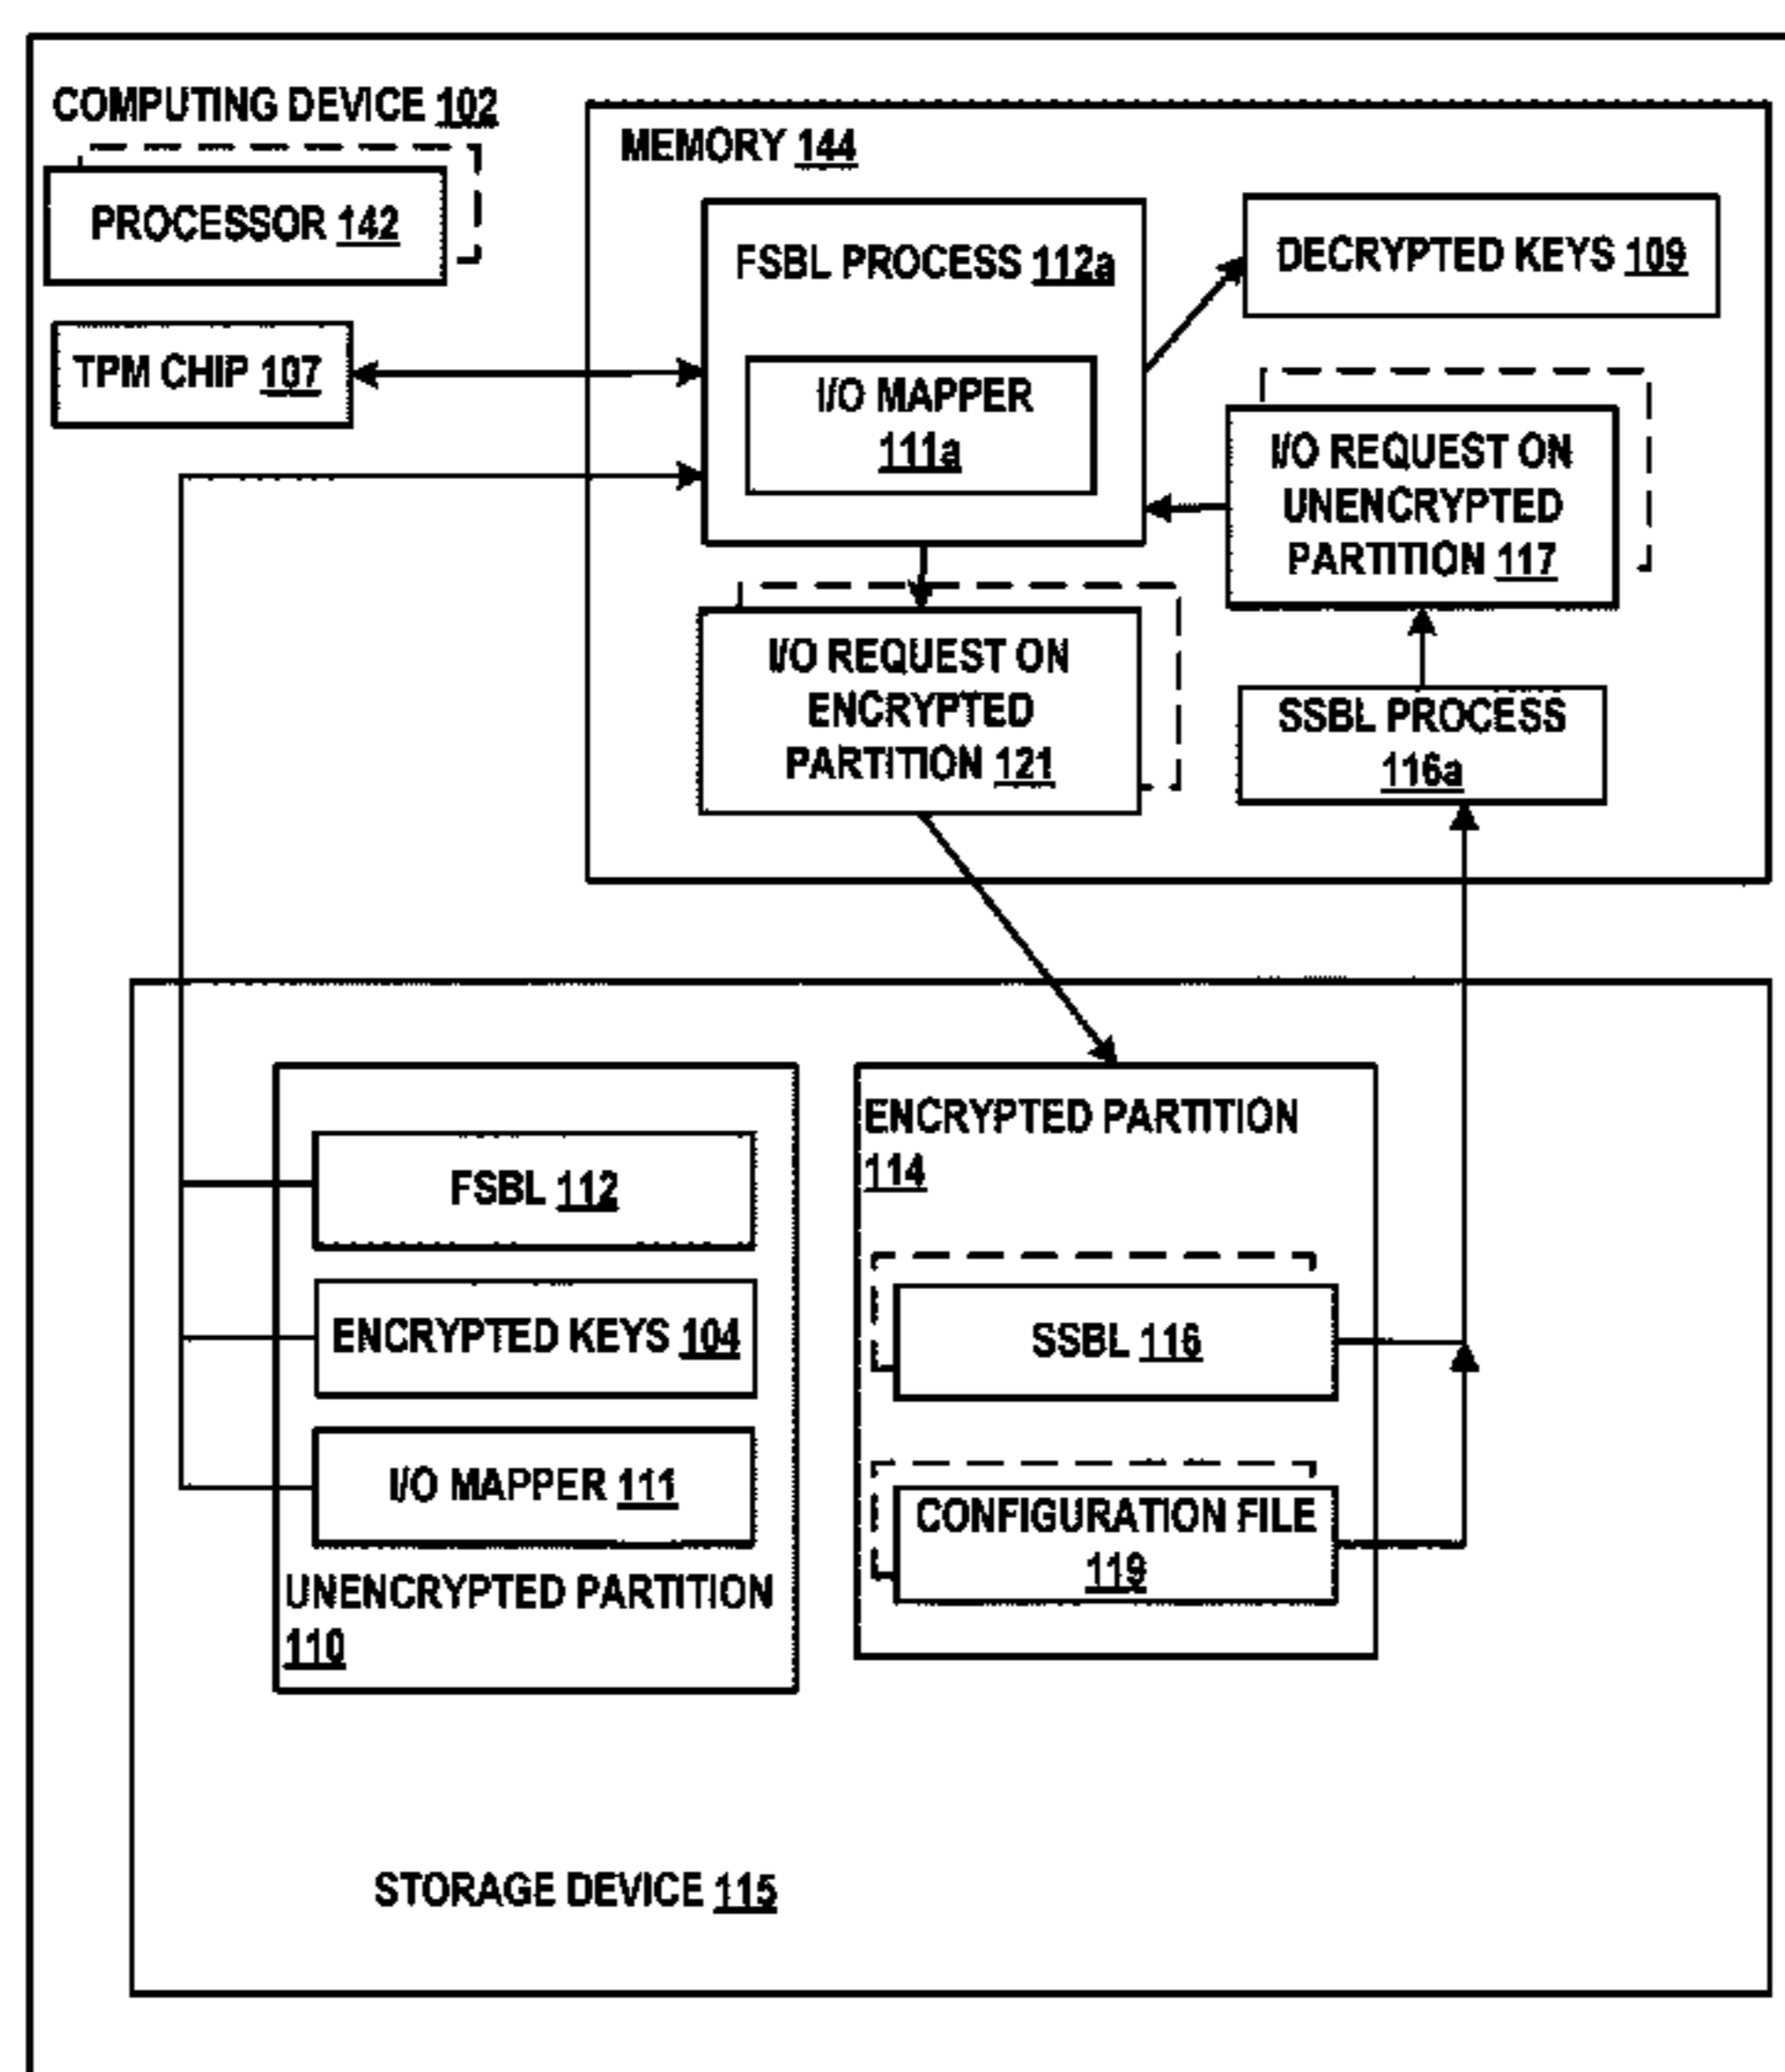 COMPUTING DEVICE 102
PROCESSOR 142
TPM CHIP 107
MEMORY 144
FSBL PROCESS 112a
I/O MAPPER
111a
DECRYPTED KEYS 109
I/O REQUEST ON
UNENCRYPTED
PARTITION 117
I/O REQUEST ON
ENCRYPTED
PARTITION 121
SSBL PROCESS
116a
FSBL 112
ENCRYPTED KEYS 104
I/O MAPPER 111
UNENCRYPTED PARTITION
110
ENCRYPTED PARTITION
114
SSBL 116
CONFIGURATION FILE
119
STORAGE DEVICE 115